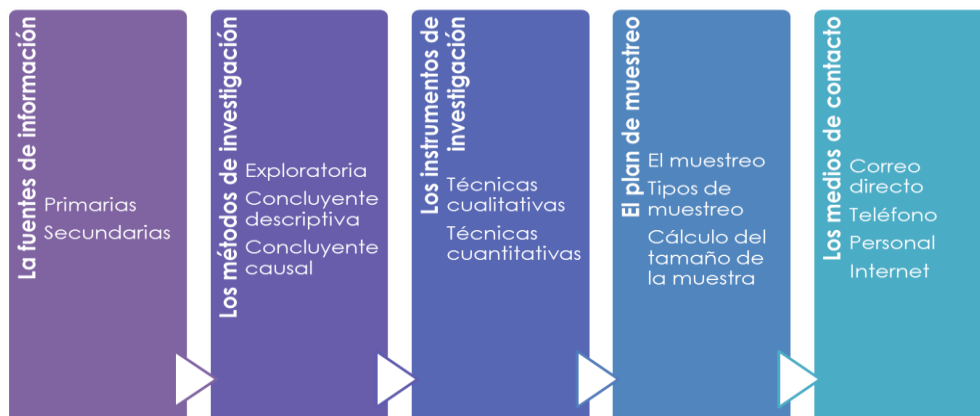 La fuentes de información
Primarias
Secundarias
Los métodos de investigación
Exploratoria
Concluyente
descriptiva
Concluyente
causal
Los instrumentos de
investigación
Técnicas
cualitativas
Técnicas
cuantitativas
El plan de muestreo
El muestreo
Tipos de
muestreo
Cálculo del
tamaño de
la muestra
Los medios de contacto
Correo
directo
Teléfono
Personal
Internet